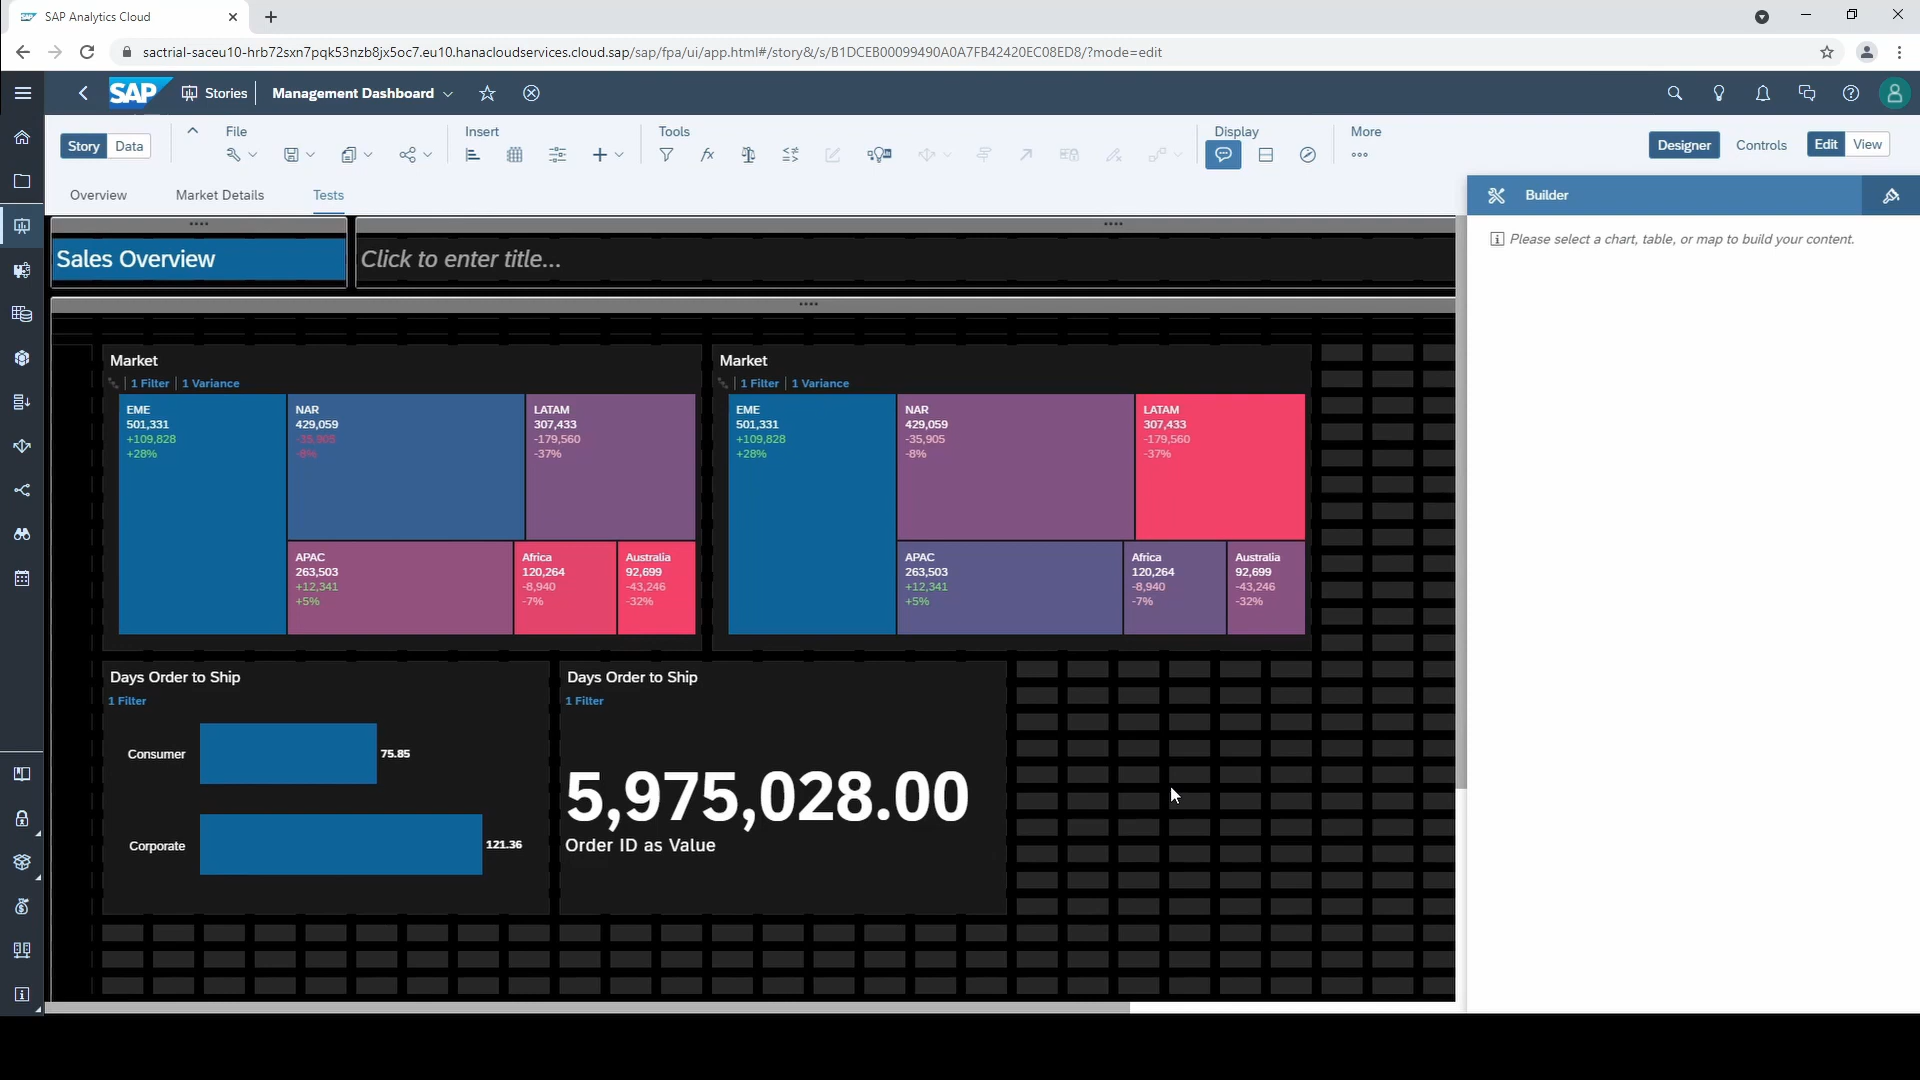 SAP Analytics Cloud
sactrial-saceu10-hrb72sxn7pqk53nzb8jx5oc7.eu10.hanacloudservices.cloud.sap/sap/fpa/ui/app.html#/story&/s/B1DCEB00099490A0A7FB42420EC08ED8/?mode=edit
SAP Stories Management Dashboard
File Insert Tools Display More
Story Data Designer Controls Edit View
Overview Market Details Tests
Builder
Please select a chart, table, or map to build your content.
Sales Overview
Click to enter title...
Market
1 Filter 1 Variance
EME
501,331
+109,828
+28%
NAR
429,059
-35,905
-8%
LATAM
307,433
-179,560
-37%
APAC
263,503
+12,341
+5%
Africa
120,264
-8,940
-7%
Australia
92,699
-43,246
-32%
Market
1 Filter 1 Variance
EME
501,331
+109,828
+28%
NAR
429,059
-35,905
-8%
LATAM
307,433
-179,560
-37%
APAC
263,503
+12,341
+5%
Africa
120,264
-8,940
-7%
Australia
92,699
-43,246
-32%
Days Order to Ship
1 Filter
Consumer 75.85
Corporate 121.36
Days Order to Ship
1 Filter
5,975,028.00
Order ID as Value